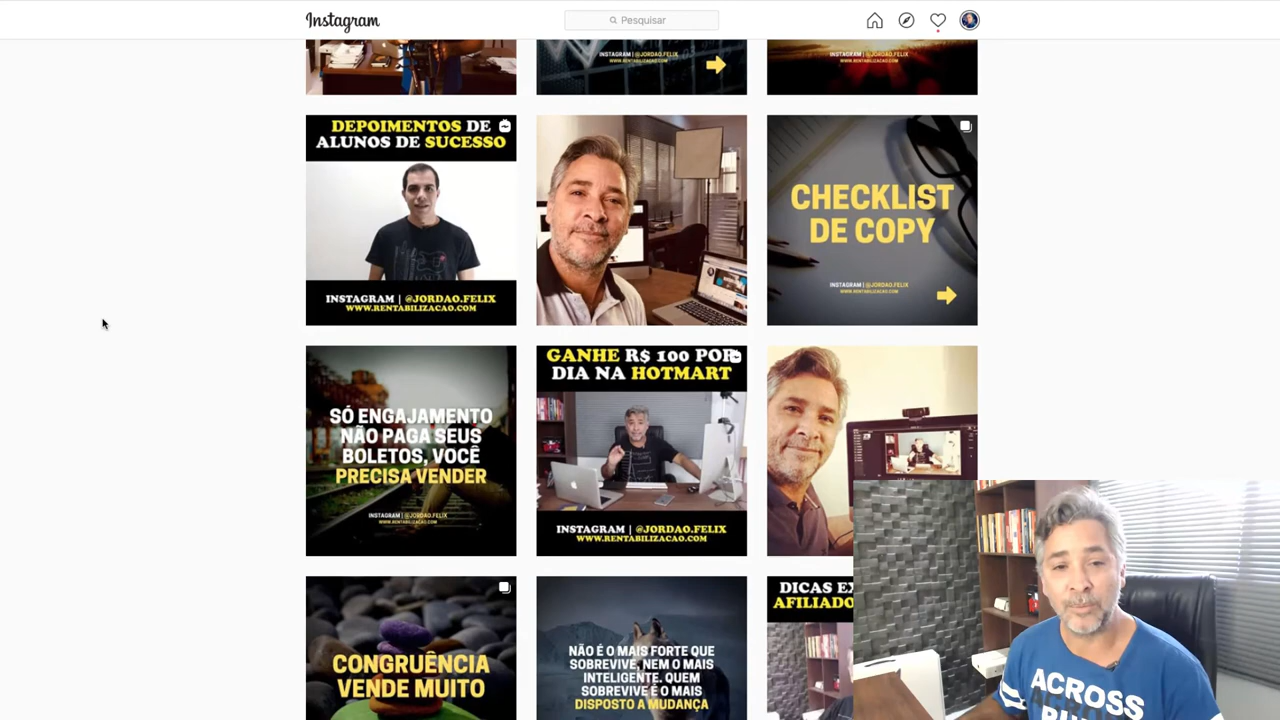 Instagram
Pesquisar
INSTAGRAM | @JORDAO.FELIX
WWW.RENTABILIZACAO.COM
INSTAGRAM | @JORDAO.FELIX
WWW.RENTABILIZACAO.COM
DEPOIMENTOS DE
ALUNOS DE SUCESSO
INSTAGRAM | @JORDAO.FELIX
WWW.RENTABILIZACAO.COM
CHECKLIST
DE COPY
INSTAGRAM | @JORDAO.FELIX
WWW.RENTABILIZACAO.COM
SÓ ENGAJAMENTO
NÃO PAGA SEUS
BOLETOS, VOCÊ
PRECISA VENDER
INSTAGRAM | @JORDAO.FELIX
WWW.RENTABILIZACAO.COM
GANHE R$ 100 POR
DIA NA HOTMART
INSTAGRAM | @JORDAO.FELIX
WWW.RENTABILIZACAO.COM
CONGRUÊNCIA
VENDE MUITO
NÃO É O MAIS FORTE QUE
SOBREVIVE, NEM O MAIS
INTELIGENTE. QUEM
SOBREVIVE É O MAIS
DISPOSTO A MUDANÇA
DICAS EX
AFILIADO
ACROSS